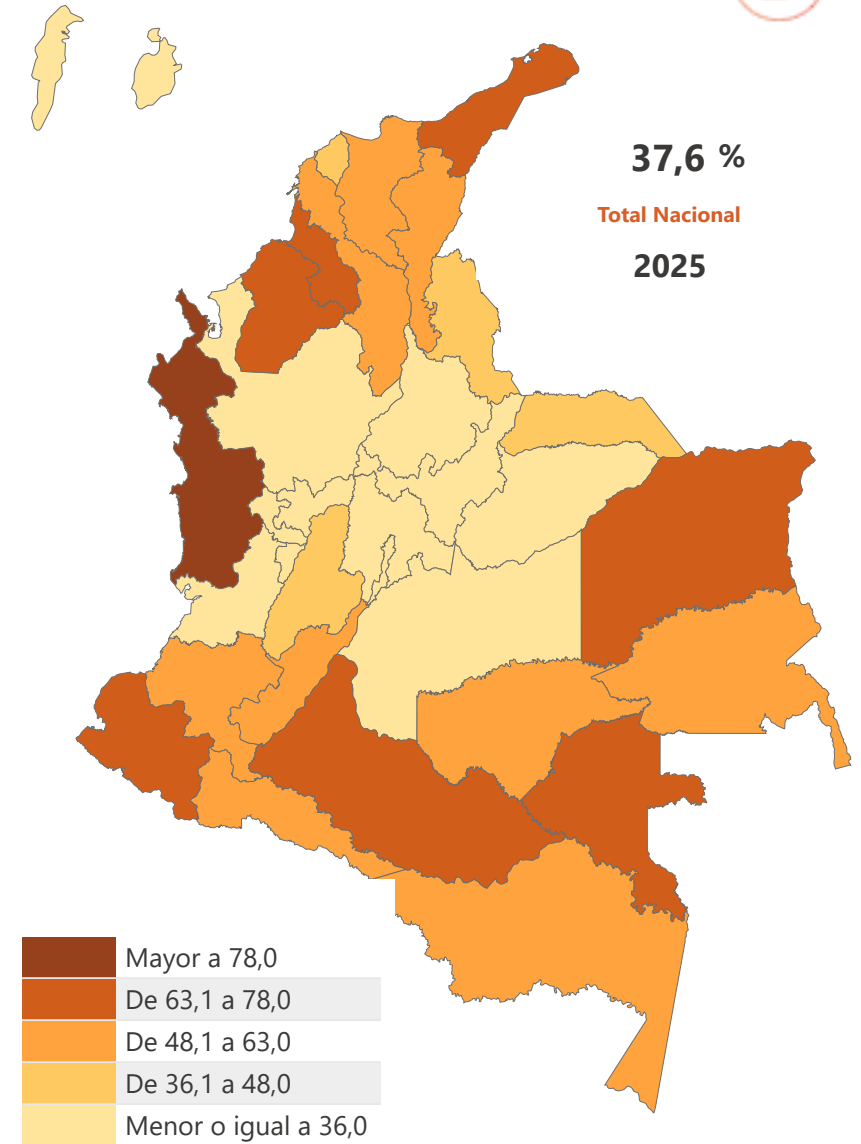 37,6 %
Total Nacional
2025
Mayor a 78,0
De 63,1 a 78,0
De 48,1 a 63,0
De 36,1 a 48,0
Menor o igual a 36,0